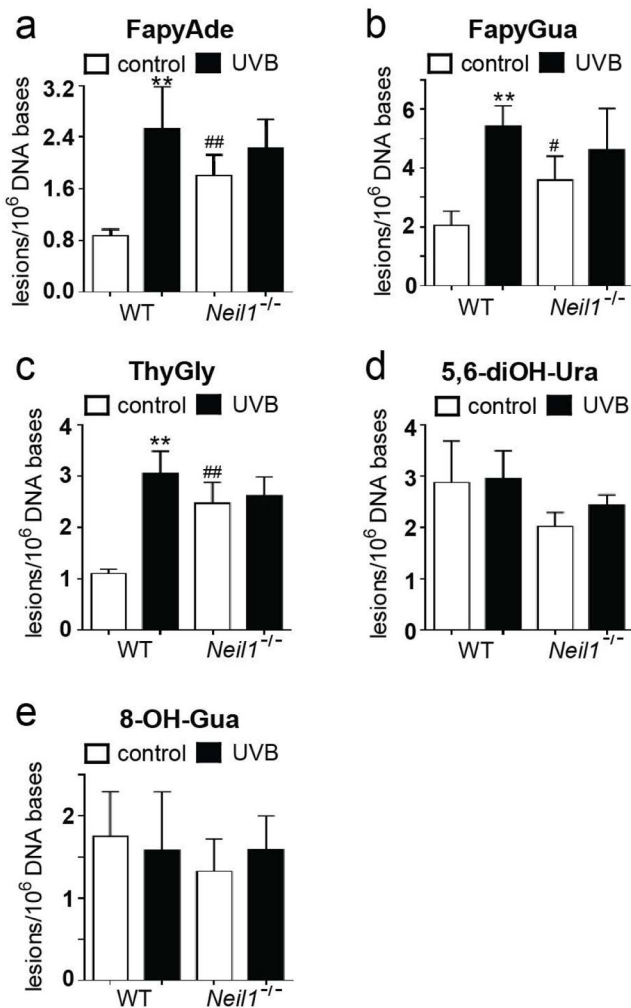 a
FapyAde
control UVB
lesions/10⁶ DNA bases
3.2
2.4
1.6
0.8
0.0
**
##
WT Neil1⁻/⁻
b
FapyGua
control UVB
lesions/10⁶ DNA bases
6
4
2
0
**
#
WT Neil1⁻/⁻
c
ThyGly
control UVB
lesions/10⁶ DNA bases
4
3
2
1
0
**
##
WT Neil1⁻/⁻
d
5,6-diOH-Ura
control UVB
lesions/10⁶ DNA bases
4
3
2
1
0
WT Neil1⁻/⁻
e
8-OH-Gua
control UVB
lesions/10⁶ DNA bases
2
1
0
WT Neil1⁻/⁻